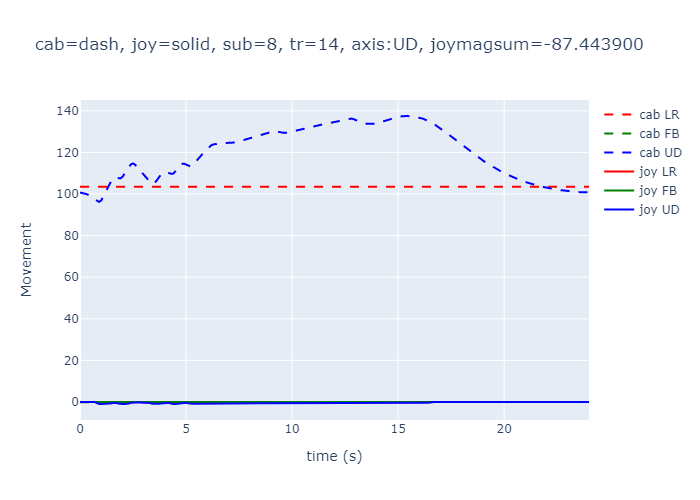 cab=dash, joy=solid, sub=8, tr=14, axis:UD, joymagsum=-87.443900
140
120
100
80
60
40
20
0
Movement
0
5
10
15
20
time (s)
cab LR
cab FB
cab UD
joy LR
joy FB
joy UD